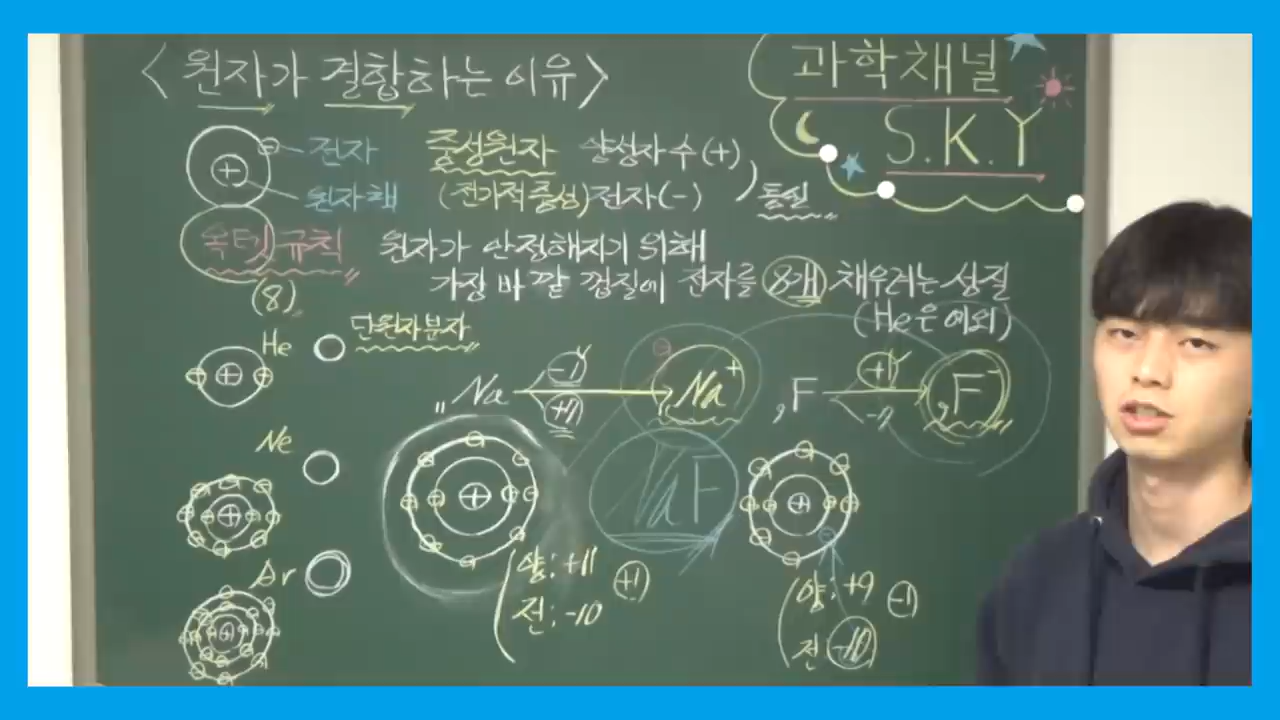 <원자가 결합하는 이유>
과학채널
S.K.Y
전자
원자핵
중성원자 양성자 수(+)
(전기적중성) 전자(-)
동일
옥텟규칙
(8)
원자가 안정해지기 위해
가장 바깥 껍질에 전자를 8개 채우려는 성질
(He은 예외)
He
단원자분자
Na
-1
+1
Na⁺
, F
+1
-1
F⁻
Ne
NaF
Ar
양: +11
전: -10
+1
양: +9
전: -10
-1